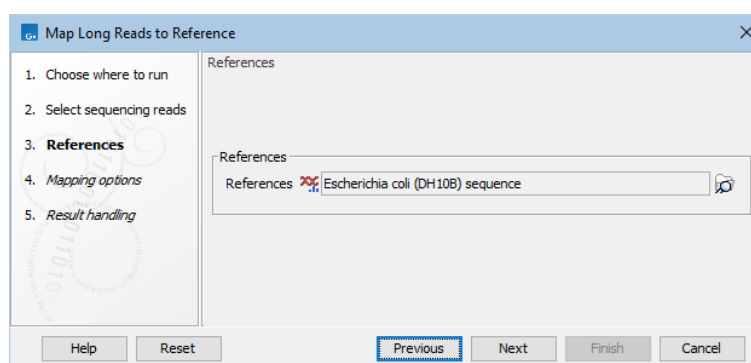 Map Long Reads to Reference
1. Choose where to run
2. Select sequencing reads
3. References
4. Mapping options
5. Result handling
References
References
References Escherichia coli (DH10B) sequence
Help Reset Previous Next Finish Cancel